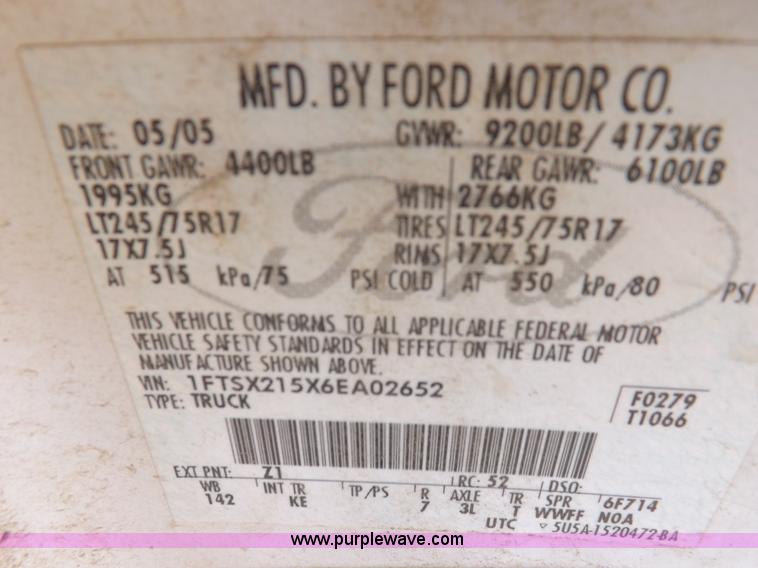 MFD. BY FORD MOTOR CO.
DATE: 05/05 GVWR: 9200LB/ 4173KG
FRONT GAWR: 4400LB REAR GAWR: 6100LB
1995KG WITH 2766KG
LT245/75R17 TIRES LT245/75R17
17X7.5J RIMS 17X7.5J
AT 515 kPa/75 PSI COLD AT 550 kPa/80 PSI
Ford
THIS VEHICLE CONFORMS TO ALL APPLICABLE FEDERAL MOTOR
VEHICLE SAFETY STANDARDS IN EFFECT ON THE DATE OF
MANUFACTURE SHOWN ABOVE.
VIN: 1FTSX215X6EA02652
TYPE: TRUCK
F0279
T1066
EXT PNT: Z1 RC: 52 DSO:
WB INT TR TP/PS R AXLE TR SPR 6F714
142 KE 7 3L T WWFF NOA
UTC ▽ 5U5A-1520472-BA
www.purplewave.com